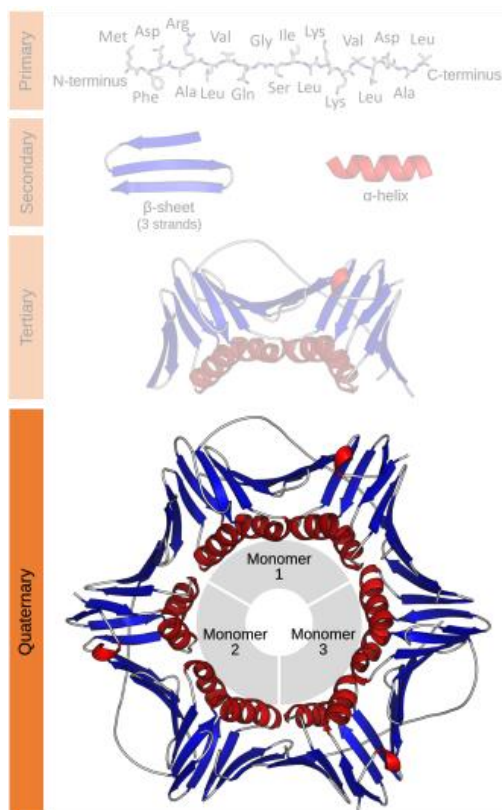 Primary
Met Asp Arg Val Gly Ile Lys Val Asp Leu
N-terminus C-terminus
Phe Ala Leu Gln Ser Leu Lys Leu Ala
Secondary
β-sheet
(3 strands)
α-helix
Tertiary
Quaternary
Monomer
1
Monomer
2
Monomer
3